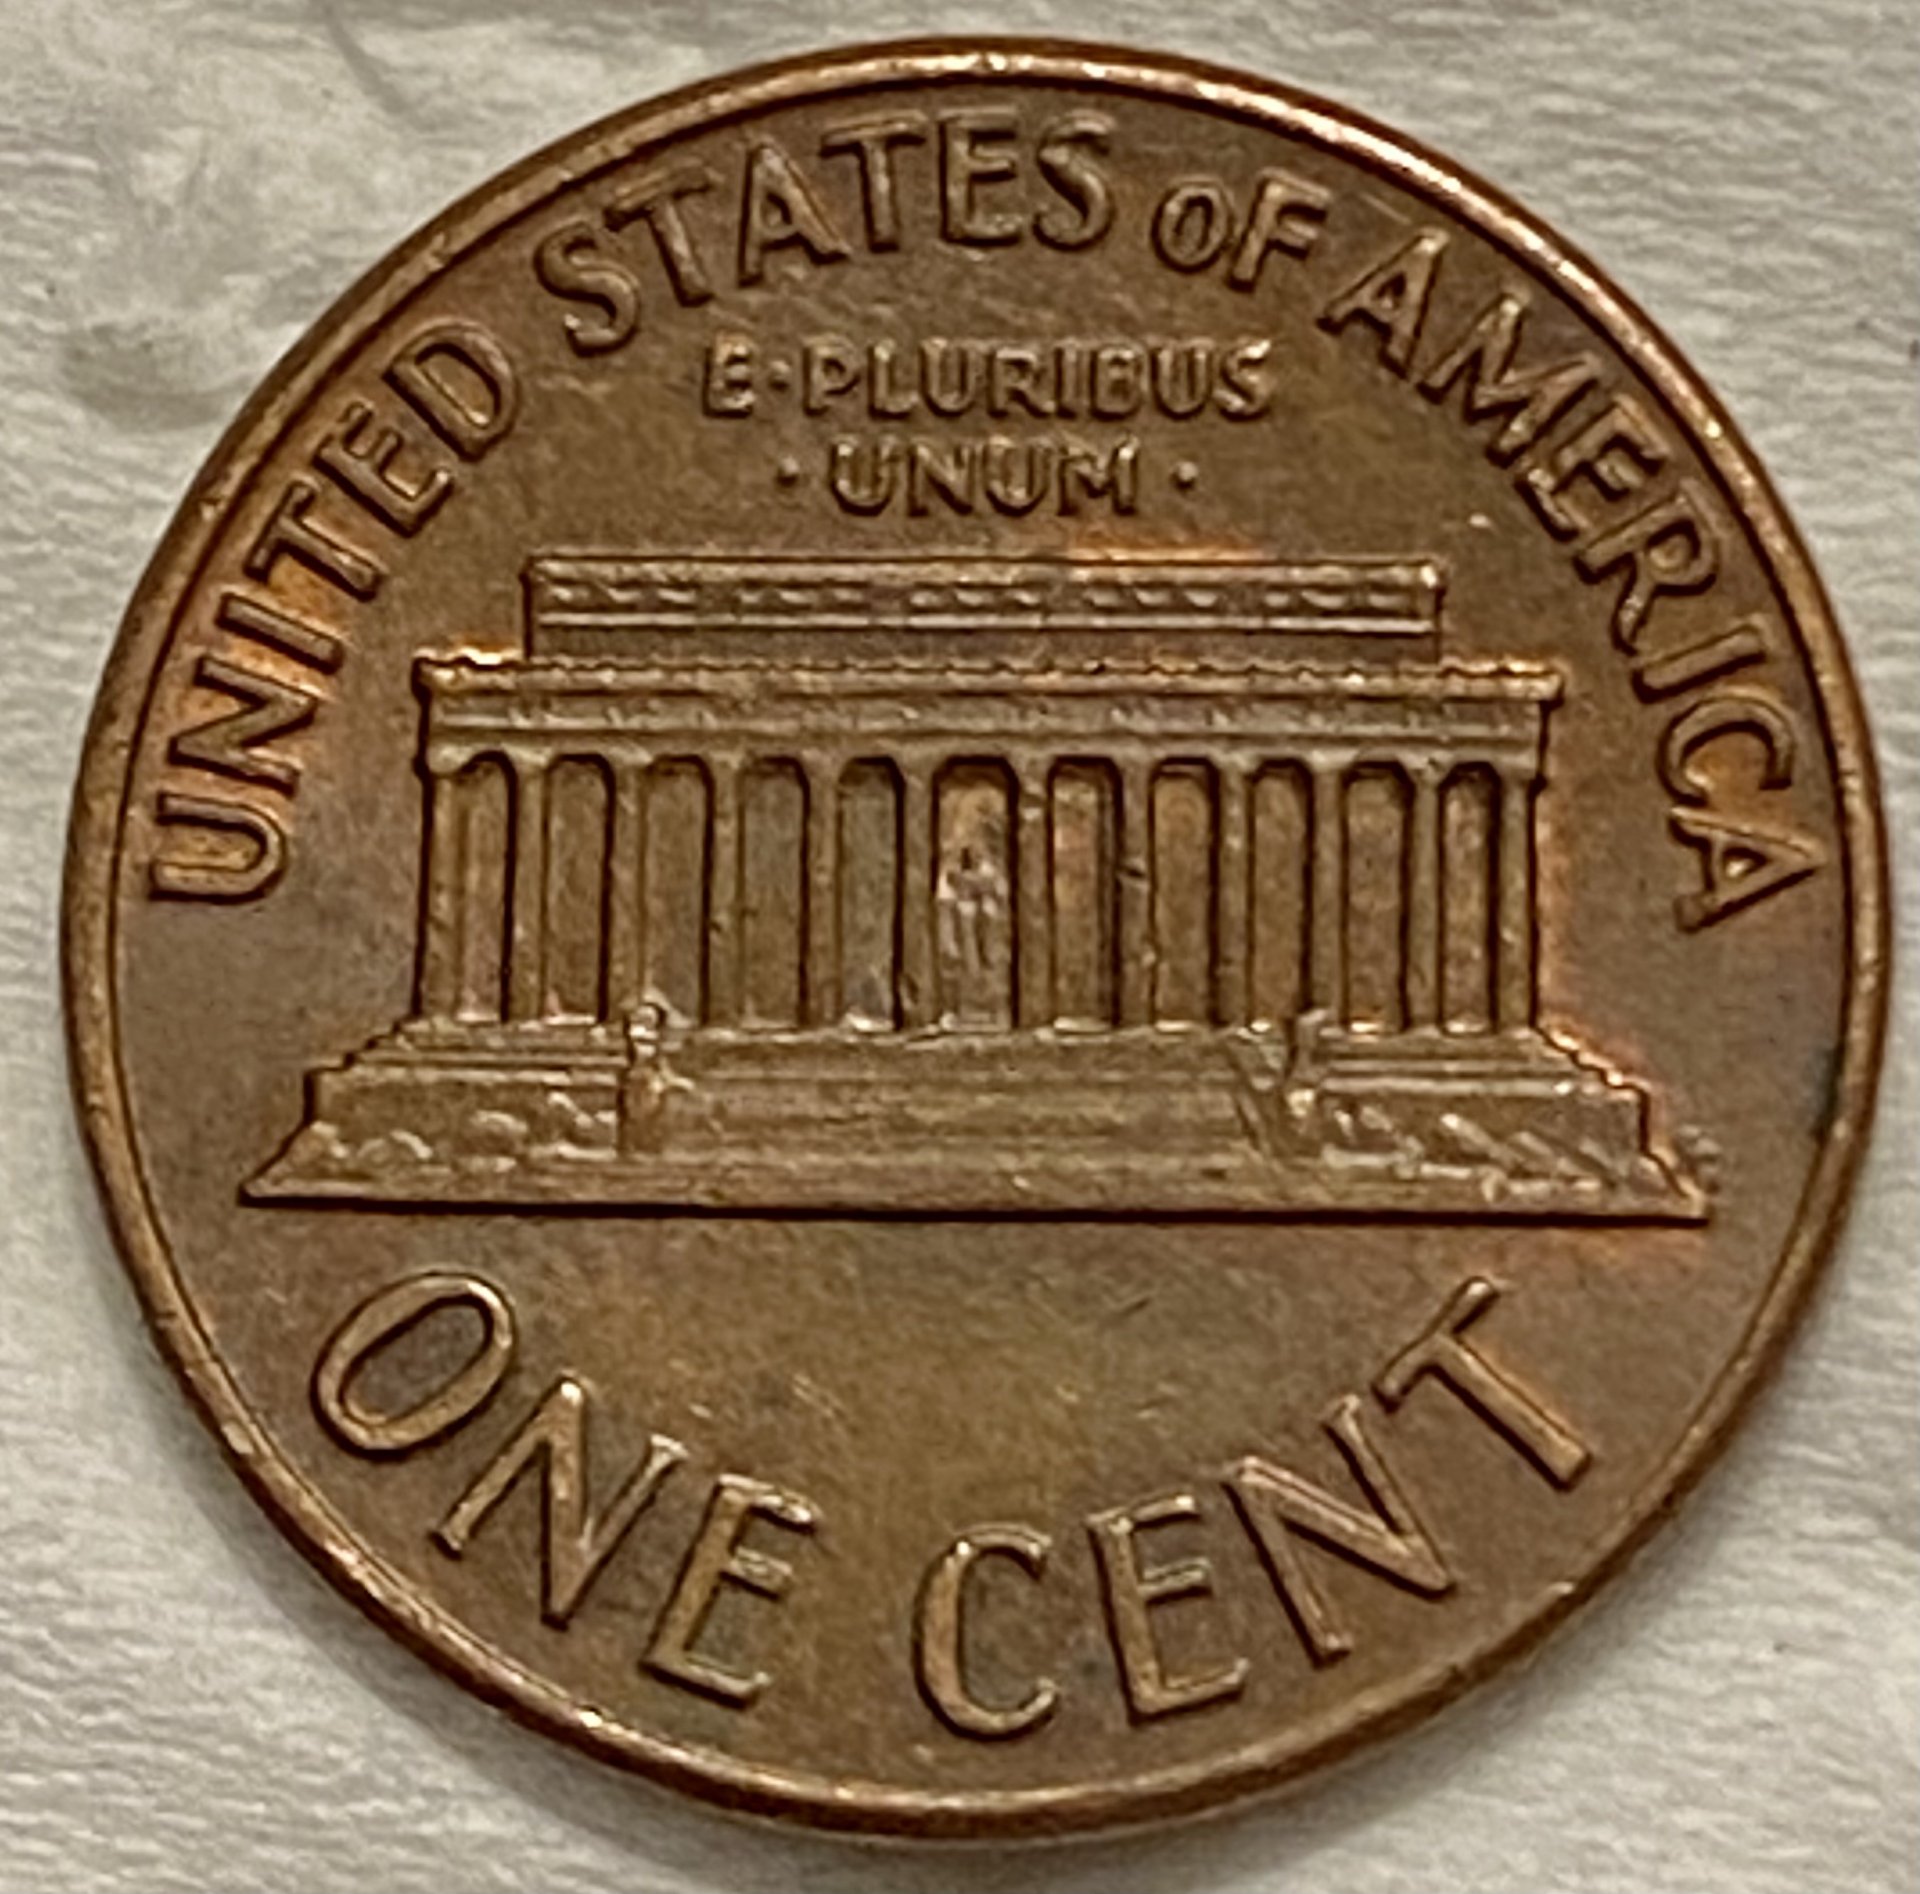 UNITED STATES OF AMERICA
E·PLURIBUS
·UNUM·
ONE CENT